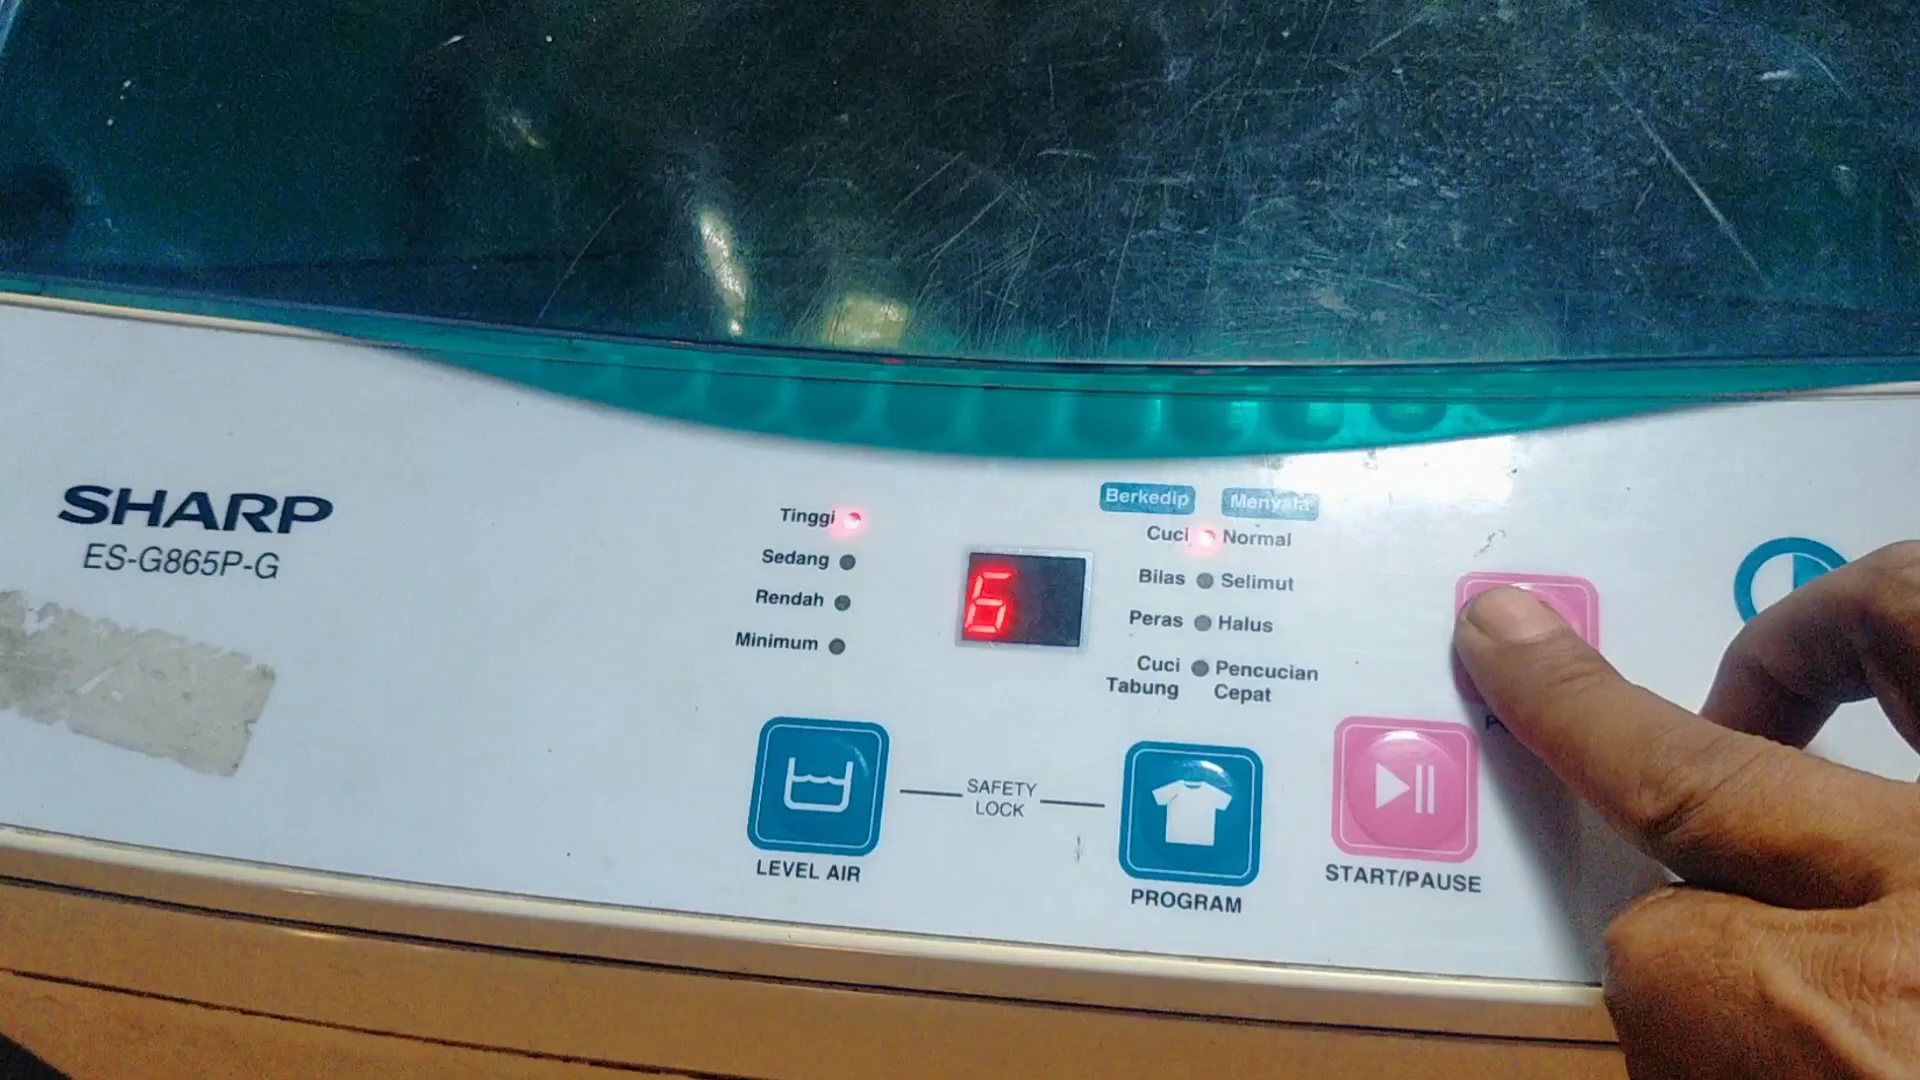 SHARP
ES-G865P-G
Tinggi
Sedang
Rendah
Minimum
6
Berkedip Menyala
Cuci Normal
Bilas Selimut
Peras Halus
Cuci Tabung Pencucian Cepat
LEVEL AIR
SAFETY
LOCK
PROGRAM
START/PAUSE